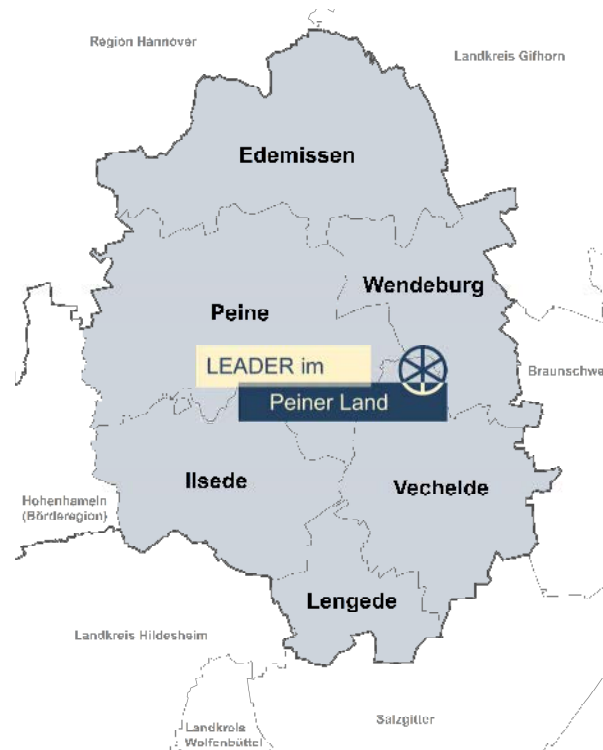 Region Hannover
Landkreis Gifhorn
Edemissen
Wendeburg
Peine
LEADER im
Peiner Land
Braunschwe
Ilsede
Vechelde
Hohenhameln
(Börderegion)
Lengede
Landkreis Hildesheim
Salzgitter
Landkreis
Wolfenbüttel